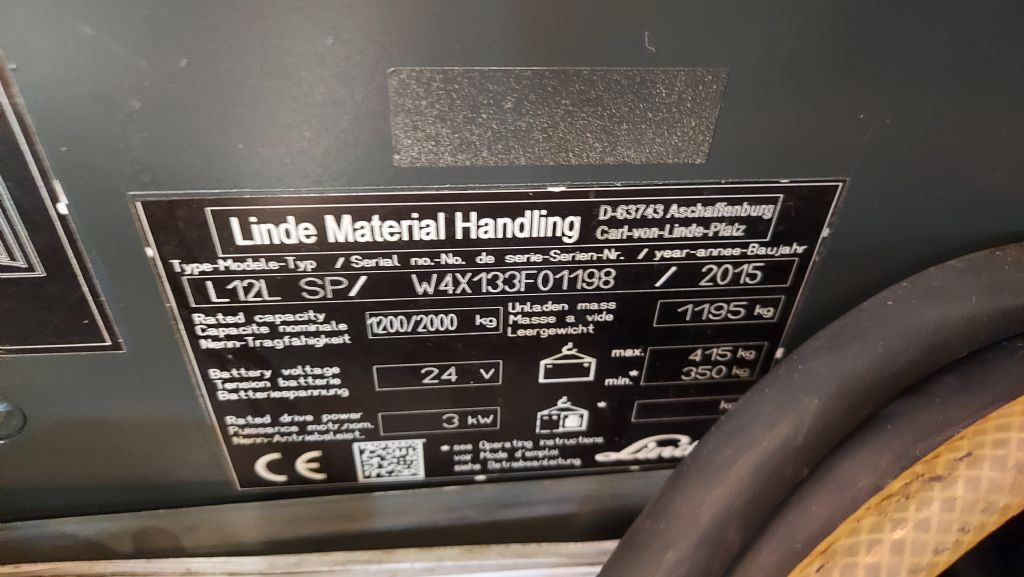 Linde Material Handling
D-63743 Aschaffenburg
Carl-von-Linde-Platz
Type-Modele-Typ / Serial no.-No. de serie-Serien-Nr. / year-annee-Baujahr
L12L SP/ W4X133F01198 / 2015
Rated capacity
Capacite nominale
Nenn-Tragfähigkeit
1200/2000 kg
Unladen mass
Masse a vide
Leergewicht
1195 kg
Battery voltage
Tension batterie
Batteriespannung
24 V
max. 415 kg
min.* 350 kg
Rated drive power
Puissance motr.nom.
Nenn-Antriebsleist.
3 kW
*
CE
* see Operating instructions
voir Mode d'emploi
siehe Betriebsanleitung